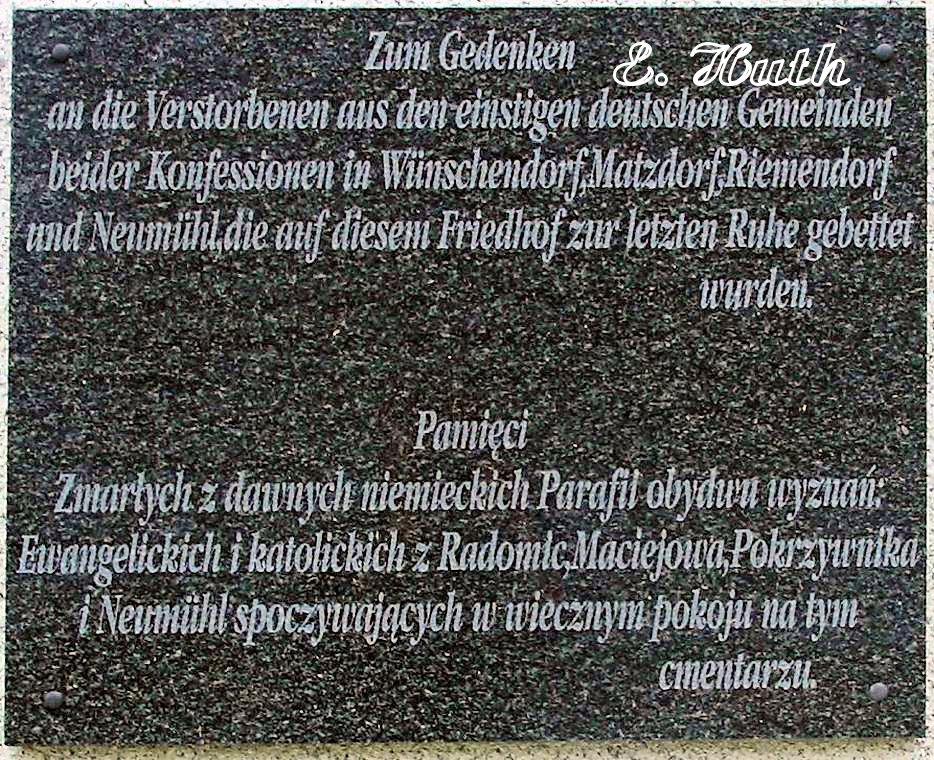 Zum Gedenken
E. Huth
an die Verstorbenen aus den einstigen deutschen Gemeinden
beider Konfessionen in Wünschendorf,Matzdorf,Riemendorf
und Neumühl,die auf diesem Friedhof zur letzten Ruhe gebettet
wurden.
Pamięci
Zmarłych z dawnych niemieckich Parafii obydwu wyznań:
Ewangelickich i katolickich z Radomic,Maciejowa,Pokrzywnika
i Neumühl spoczywających w wiecznym pokoju na tym
cmentarzu.